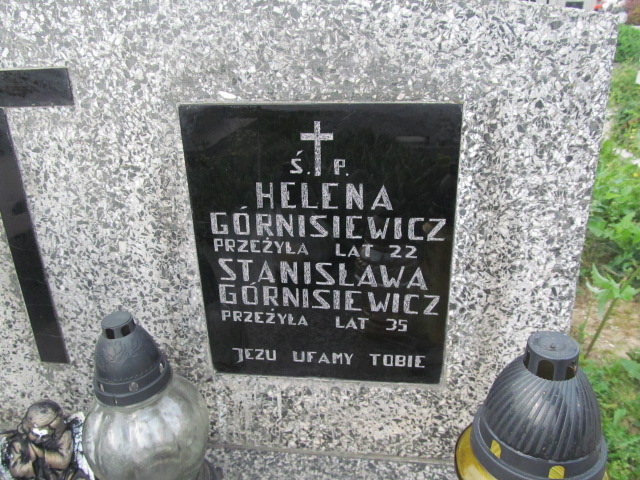 Ś. P.
HELENA
GÓRNISIEWICZ
PRZEŻYŁA LAT 22
STANISŁAWA
GÓRNISIEWICZ
PRZEŻYŁA LAT 35
JEZU UFAMY TOBIE